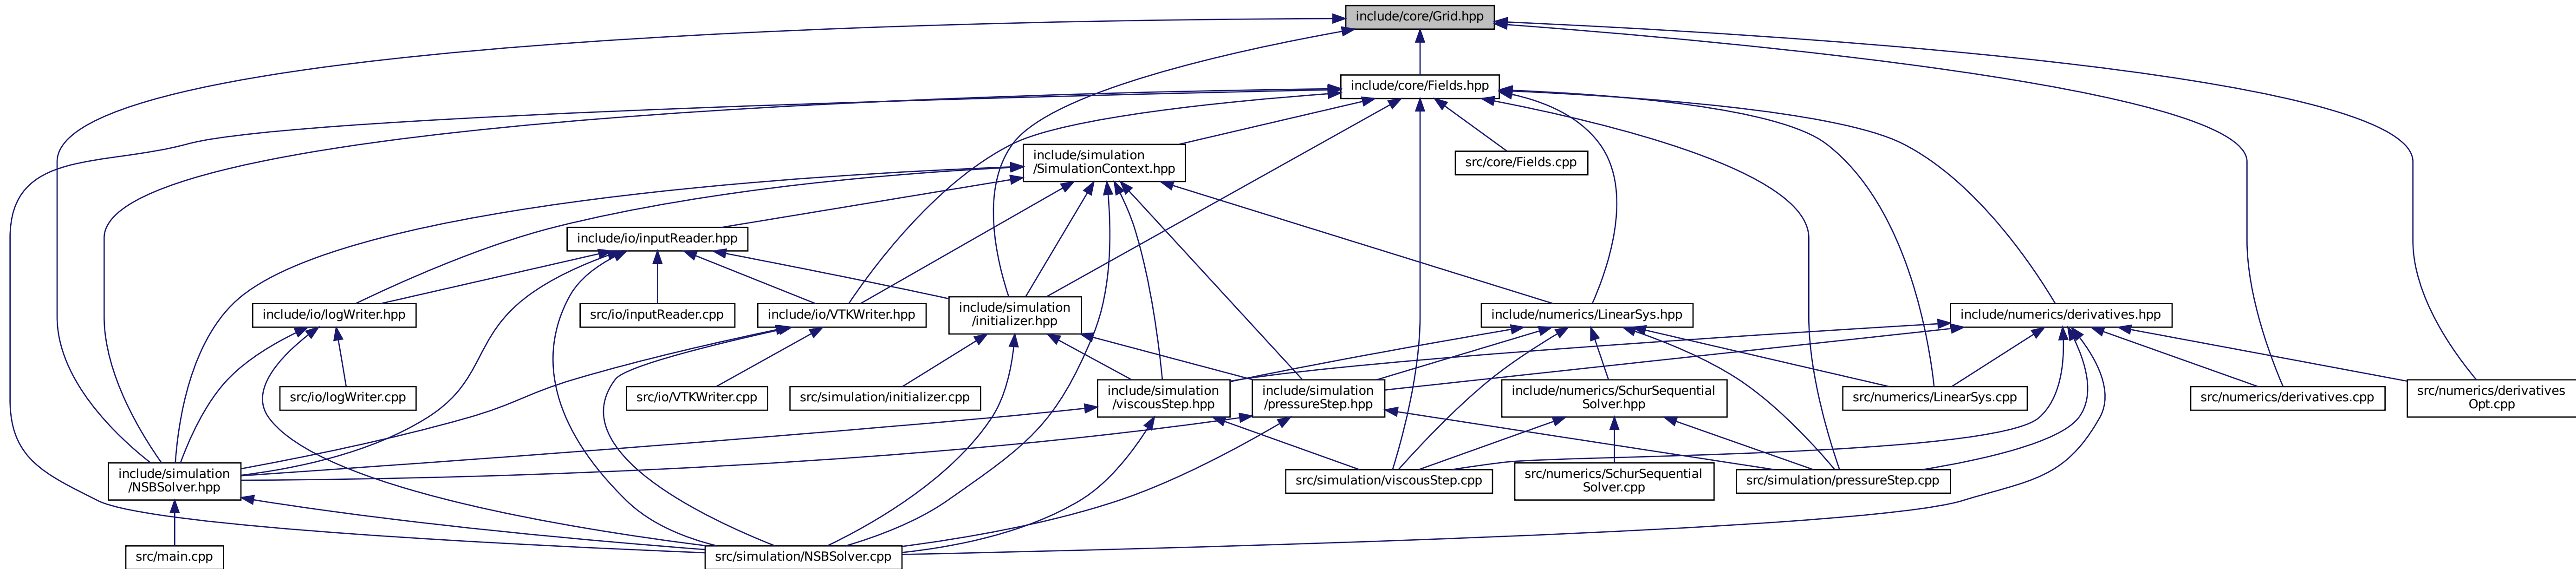 include/core/Grid.hpp
include/core/Fields.hpp
include/simulation
/SimulationContext.hpp
src/core/Fields.cpp
include/io/inputReader.hpp
include/io/logWriter.hpp
src/io/inputReader.cpp
include/io/VTKWriter.hpp
include/simulation
/initializer.hpp
include/numerics/LinearSys.hpp
include/numerics/derivatives.hpp
src/io/logWriter.cpp
src/io/VTKWriter.cpp
src/simulation/initializer.cpp
include/simulation
/viscousStep.hpp
include/simulation
/pressureStep.hpp
include/numerics/SchurSequential
Solver.hpp
src/numerics/LinearSys.cpp
src/numerics/derivatives.cpp
src/numerics/derivatives
Opt.cpp
include/simulation
/NSBSolver.hpp
src/simulation/viscousStep.cpp
src/numerics/SchurSequential
Solver.cpp
src/simulation/pressureStep.cpp
src/main.cpp
src/simulation/NSBSolver.cpp